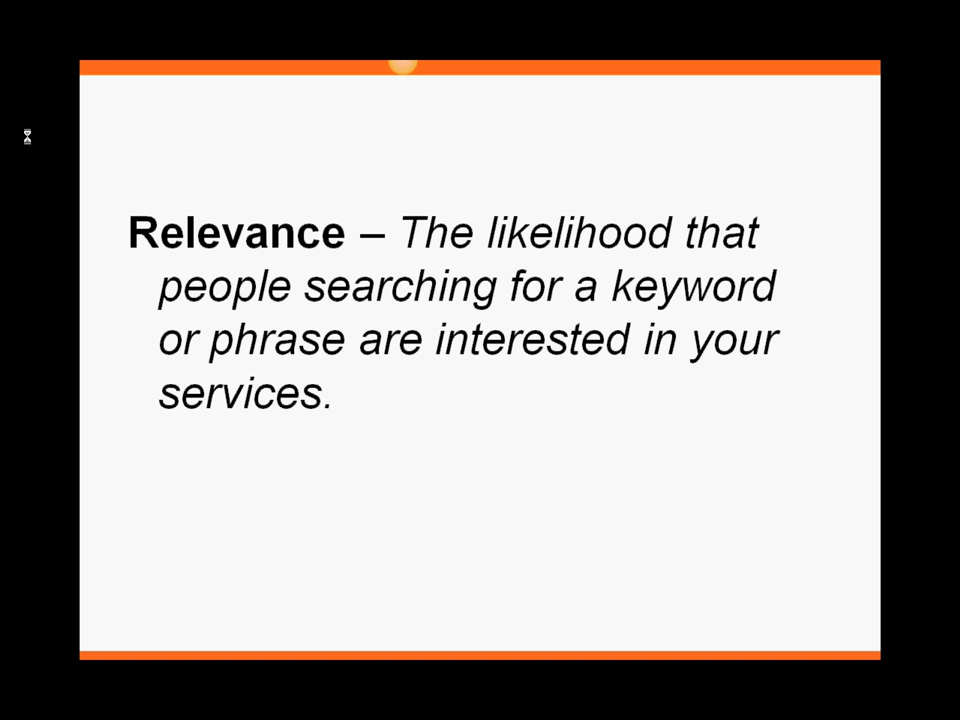 Relevance – The likelihood that
people searching for a keyword
or phrase are interested in your
services.